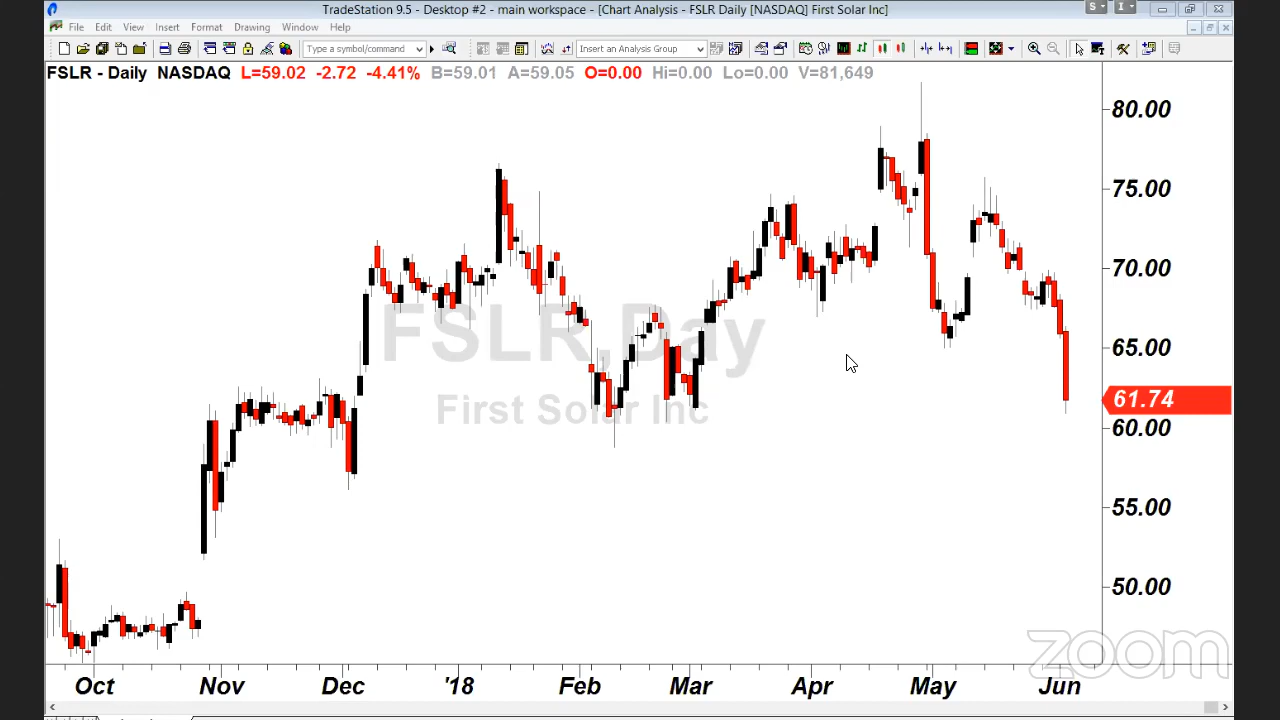 TradeStation 9.5 - Desktop #2 - main workspace - [Chart Analysis - FSLR Daily [NASDAQ] First Solar Inc]
S I
File Edit View Insert Format Drawing Window Help
Type a symbol/command Insert an Analysis Group
FSLR - Daily NASDAQ L=59.02 -2.72 -4.41% B=59.01 A=59.05 O=0.00 Hi=0.00 Lo=0.00 V=81,649
80.00
75.00
70.00
FSLR,Day
65.00
First Solar Inc
61.74
60.00
55.00
50.00
zoom
Oct Nov Dec '18 Feb Mar Apr May Jun